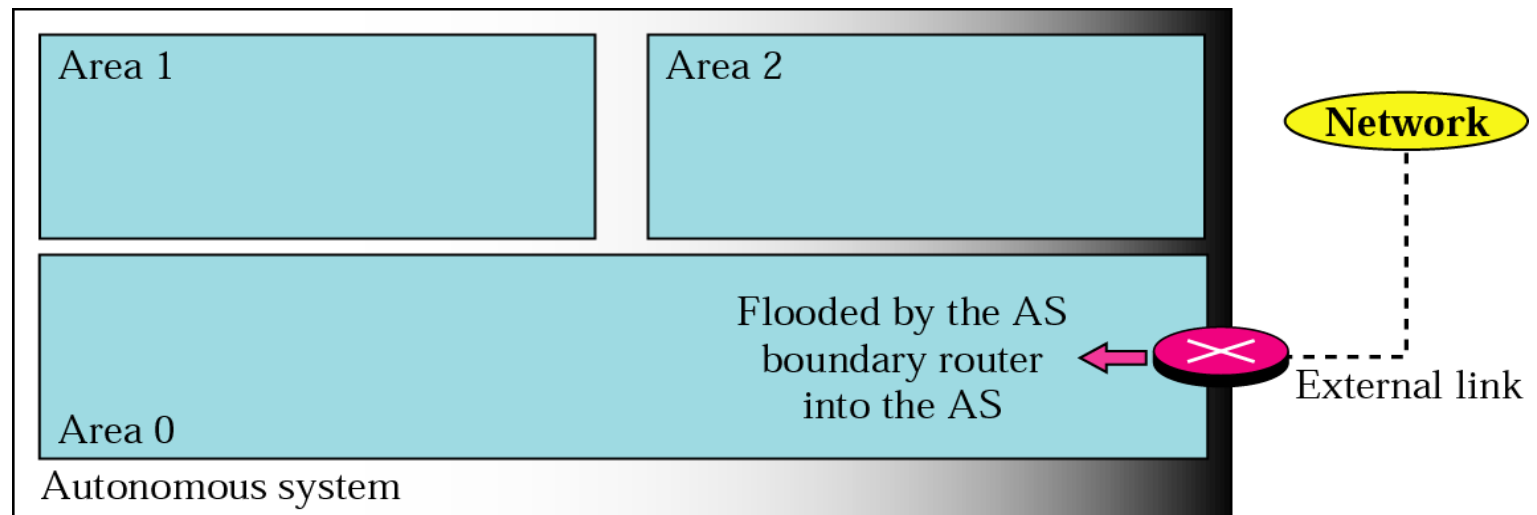 Area 1
Area 2
Network
Flooded by the AS
boundary router
into the AS
External link
Area 0
Autonomous system